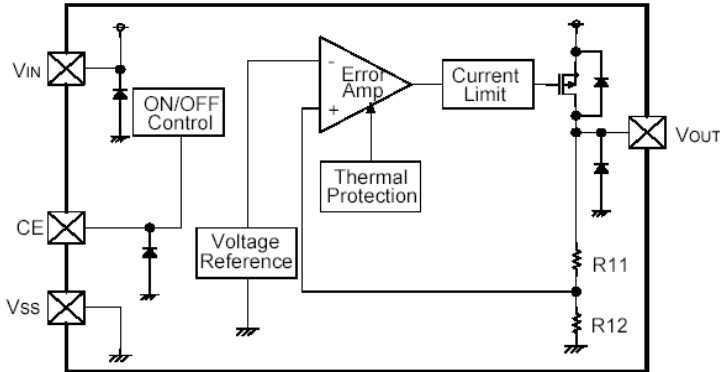 VIN
ON/OFF
Control
-
Error
Amp
+
Current
Limit
VOUT
Thermal
Protection
CE
Voltage
Reference
R11
VSS
R12